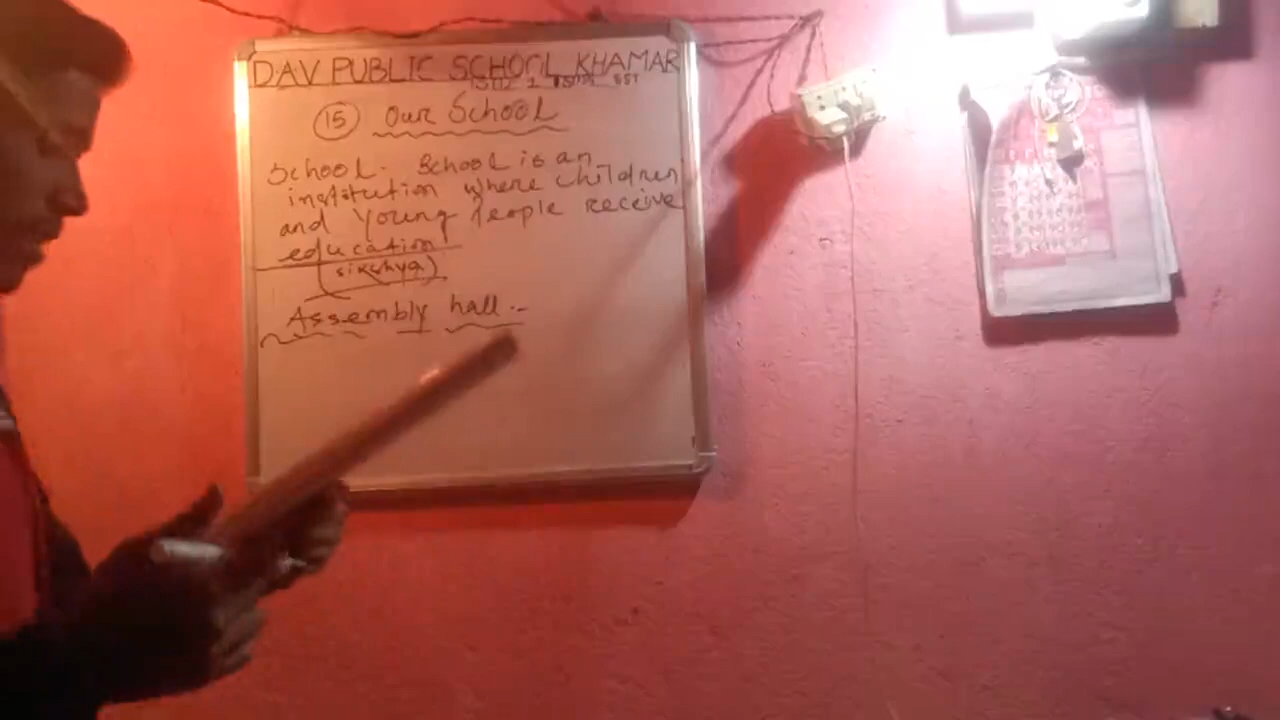 D.A.V PUBLIC SCHOOL KHAMAR
SST
15 Our School
School - School is an
institution where children
and Young People receive
education
(sikshya)
Assembly hall :-